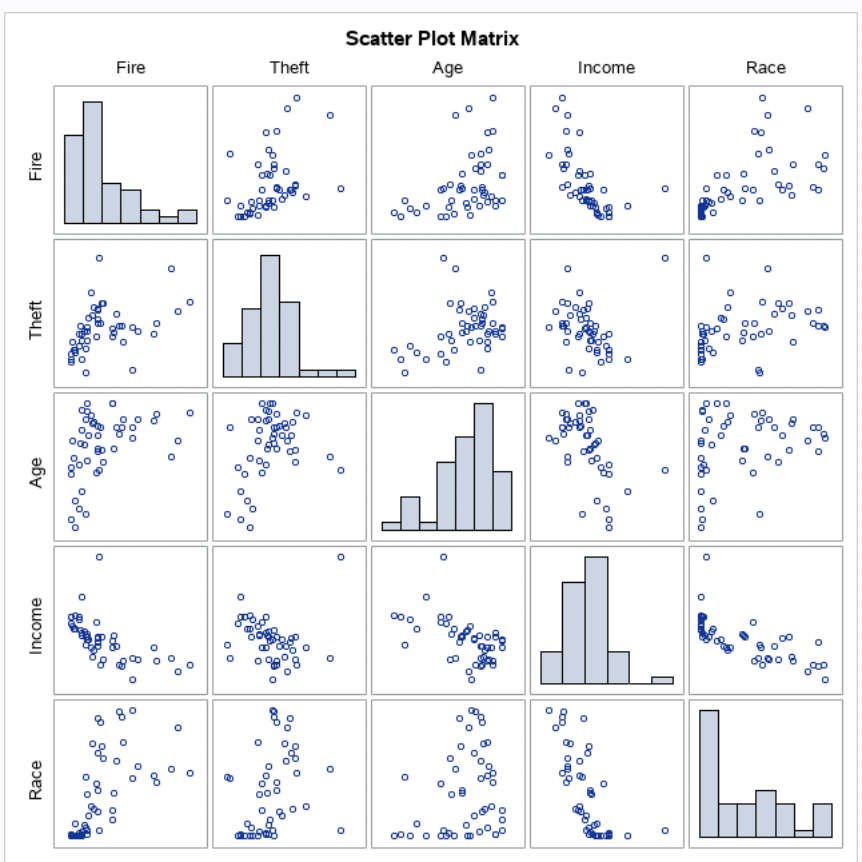 Scatter Plot Matrix
Fire Theft Age Income Race
Fire
Theft
Age
Income
Race